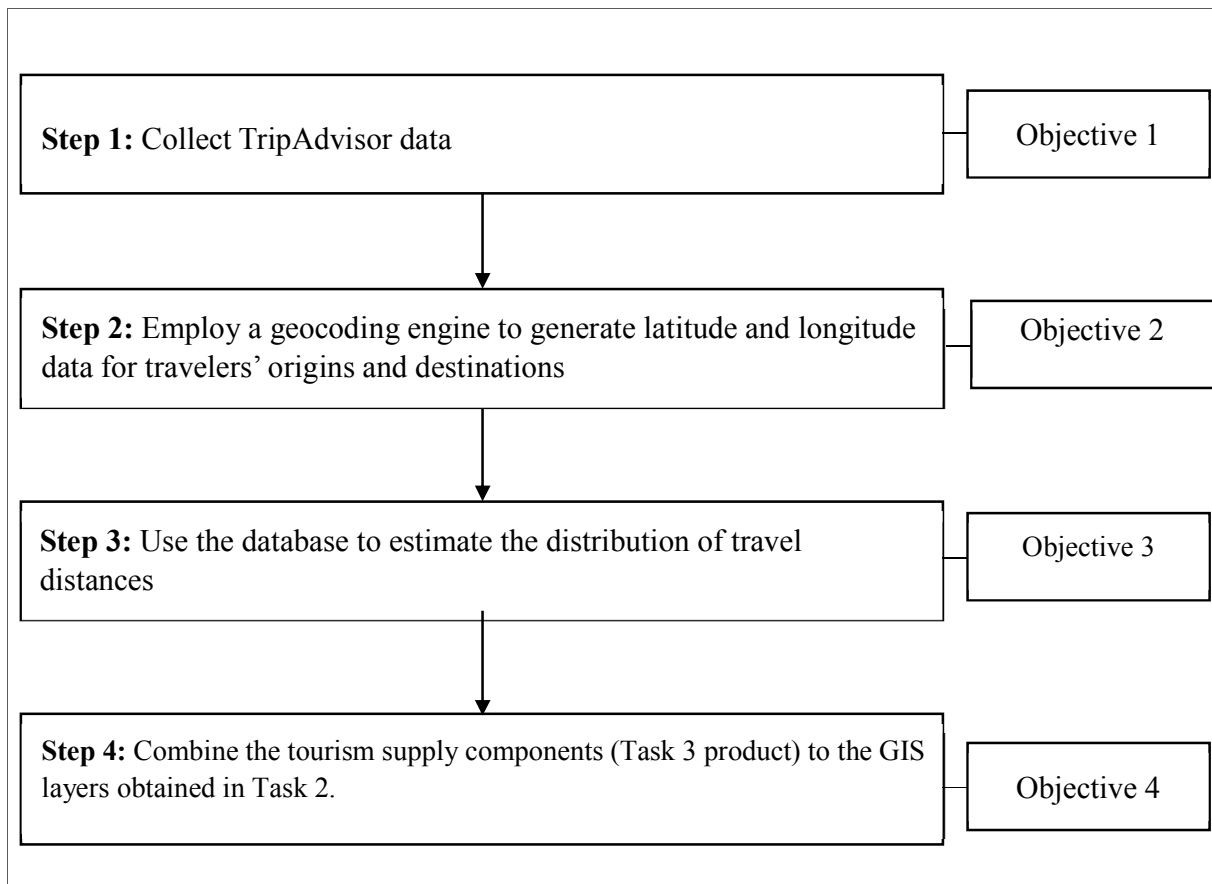 Step 1: Collect TripAdvisor data
Objective 1
Step 2: Employ a geocoding engine to generate latitude and longitude
data for travelers’ origins and destinations
Objective 2
Step 3: Use the database to estimate the distribution of travel
distances
Objective 3
Step 4: Combine the tourism supply components (Task 3 product) to the GIS
layers obtained in Task 2.
Objective 4